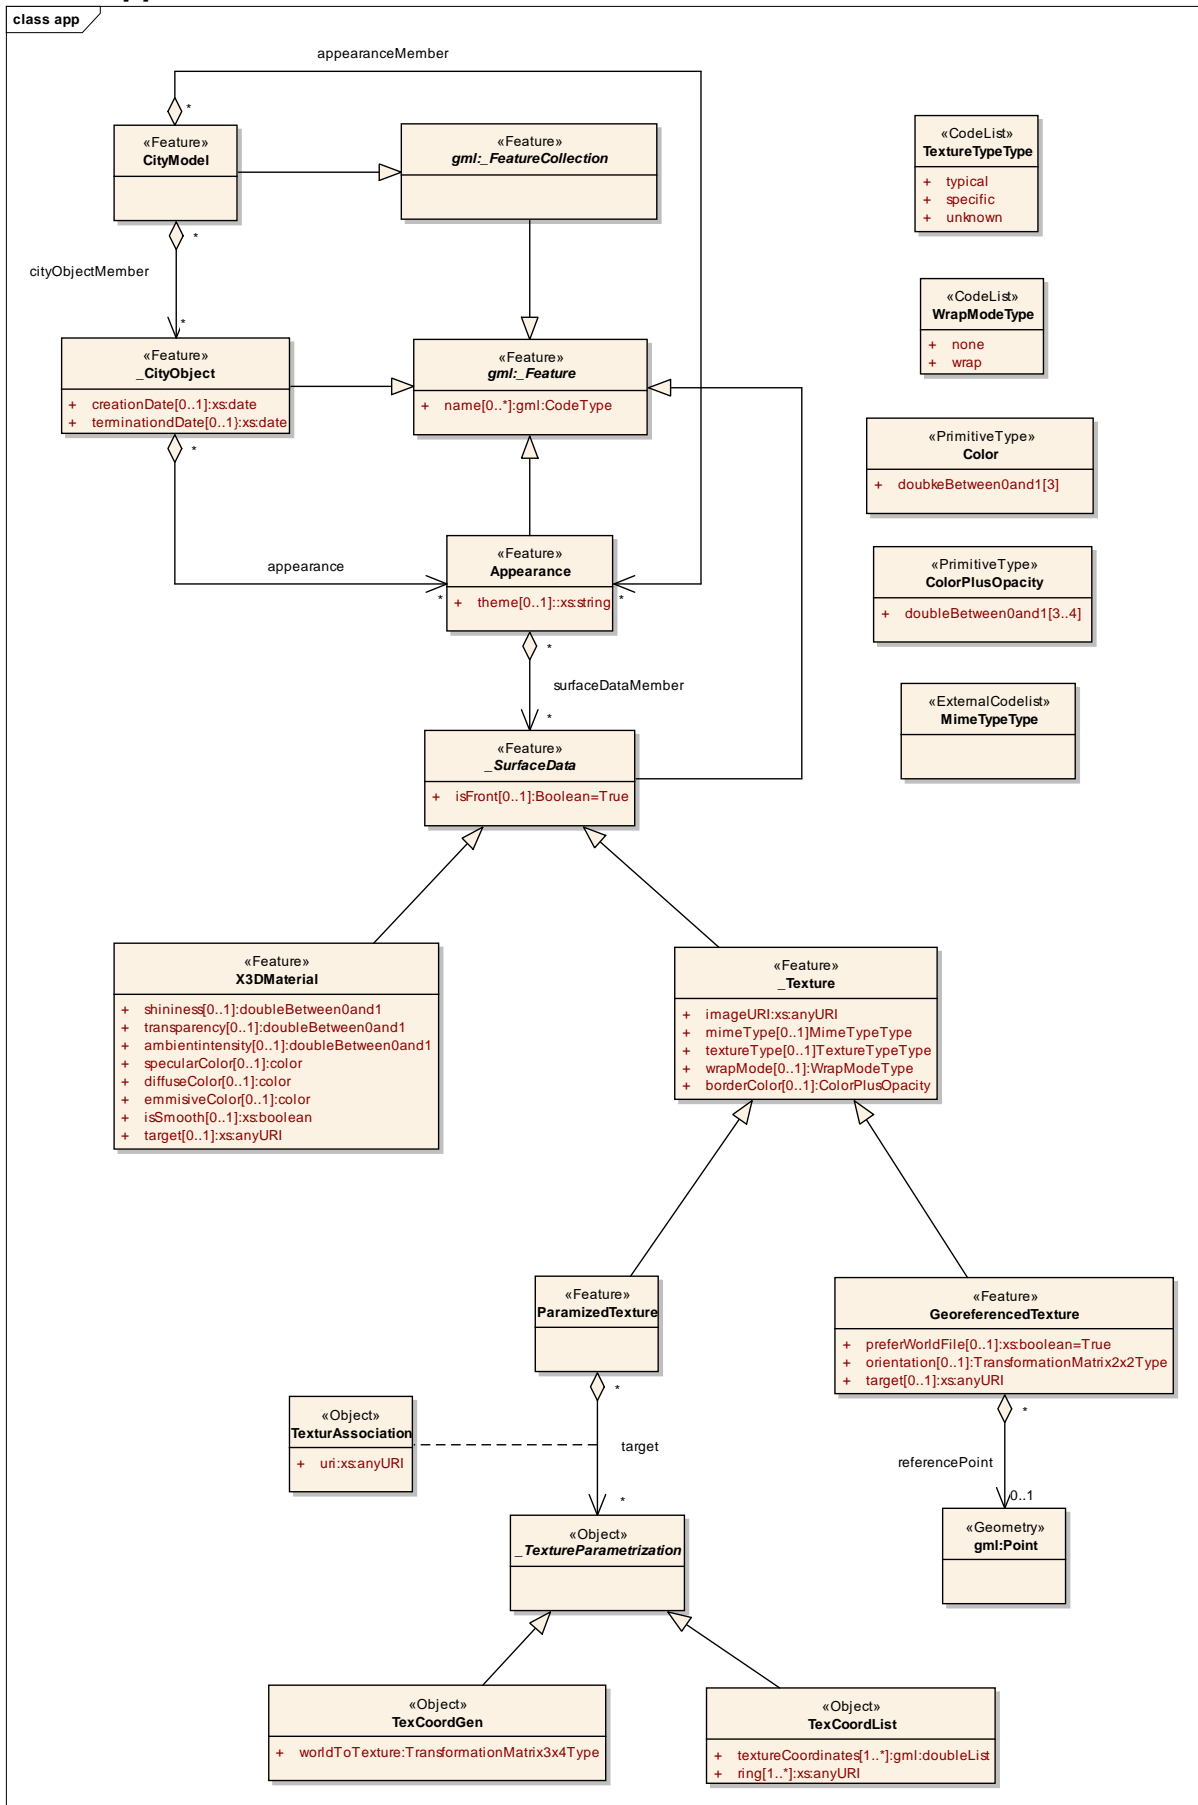 class app
appearanceMember
*
«Feature»
CityModel
«Feature»
gml:_FeatureCollection
«CodeList»
TextureTypeType
+ typical
+ specific
+ unknown
*
cityObjectMember
*
«CodeList»
WrapModeType
+ none
+ wrap
«Feature»
_CityObject
+ creationDate[0..1]:xs:date
+ terminationdDate[0..1}:xs:date
«Feature»
gml:_Feature
+ name[0..*]:gml:CodeType
*
«PrimitiveType»
Color
+ doubkeBetween0and1[3]
appearance
*
«Feature»
Appearance
+ theme[0..1]::xs:string
*
«PrimitiveType»
ColorPlusOpacity
+ doubleBetween0and1[3..4]
*
surfaceDataMember
*
«ExternalCodelist»
MimeTypeType
«Feature»
_SurfaceData
+ isFront[0..1]:Boolean=True
«Feature»
X3DMaterial
+ shininess[0..1]:doubleBetween0and1
+ transparency[0..1]:doubleBetween0and1
+ ambientintensity[0..1]:doubleBetween0and1
+ specularColor[0..1]:color
+ diffuseColor[0..1]:color
+ emmisiveColor[0..1]:color
+ isSmooth[0..1]:xs:boolean
+ target[0..1]:xs:anyURI
«Feature»
_Texture
+ imageURI:xs:anyURI
+ mimeType[0..1]MimeTypeType
+ textureType[0..1]TextureTypeType
+ wrapMode[0..1]:WrapModeType
+ borderColor[0..1]:ColorPlusOpacity
«Feature»
ParamizedTexture
«Feature»
GeoreferencedTexture
+ preferWorldFile[0..1]:xs:boolean=True
+ orientation[0..1]:TransformationMatrix2x2Type
+ target[0..1]:xs:anyURI
*
*
«Object»
TexturAssociation
+ uri:xs:anyURI
target
*
referencePoint
0..1
«Object»
_TextureParametrization
«Geometry»
gml:Point
«Object»
TexCoordGen
+ worldToTexture:TransformationMatrix3x4Type
«Object»
TexCoordList
+ textureCoordinates[1..*]:gml:doubleList
+ ring[1..*]:xs:anyURI